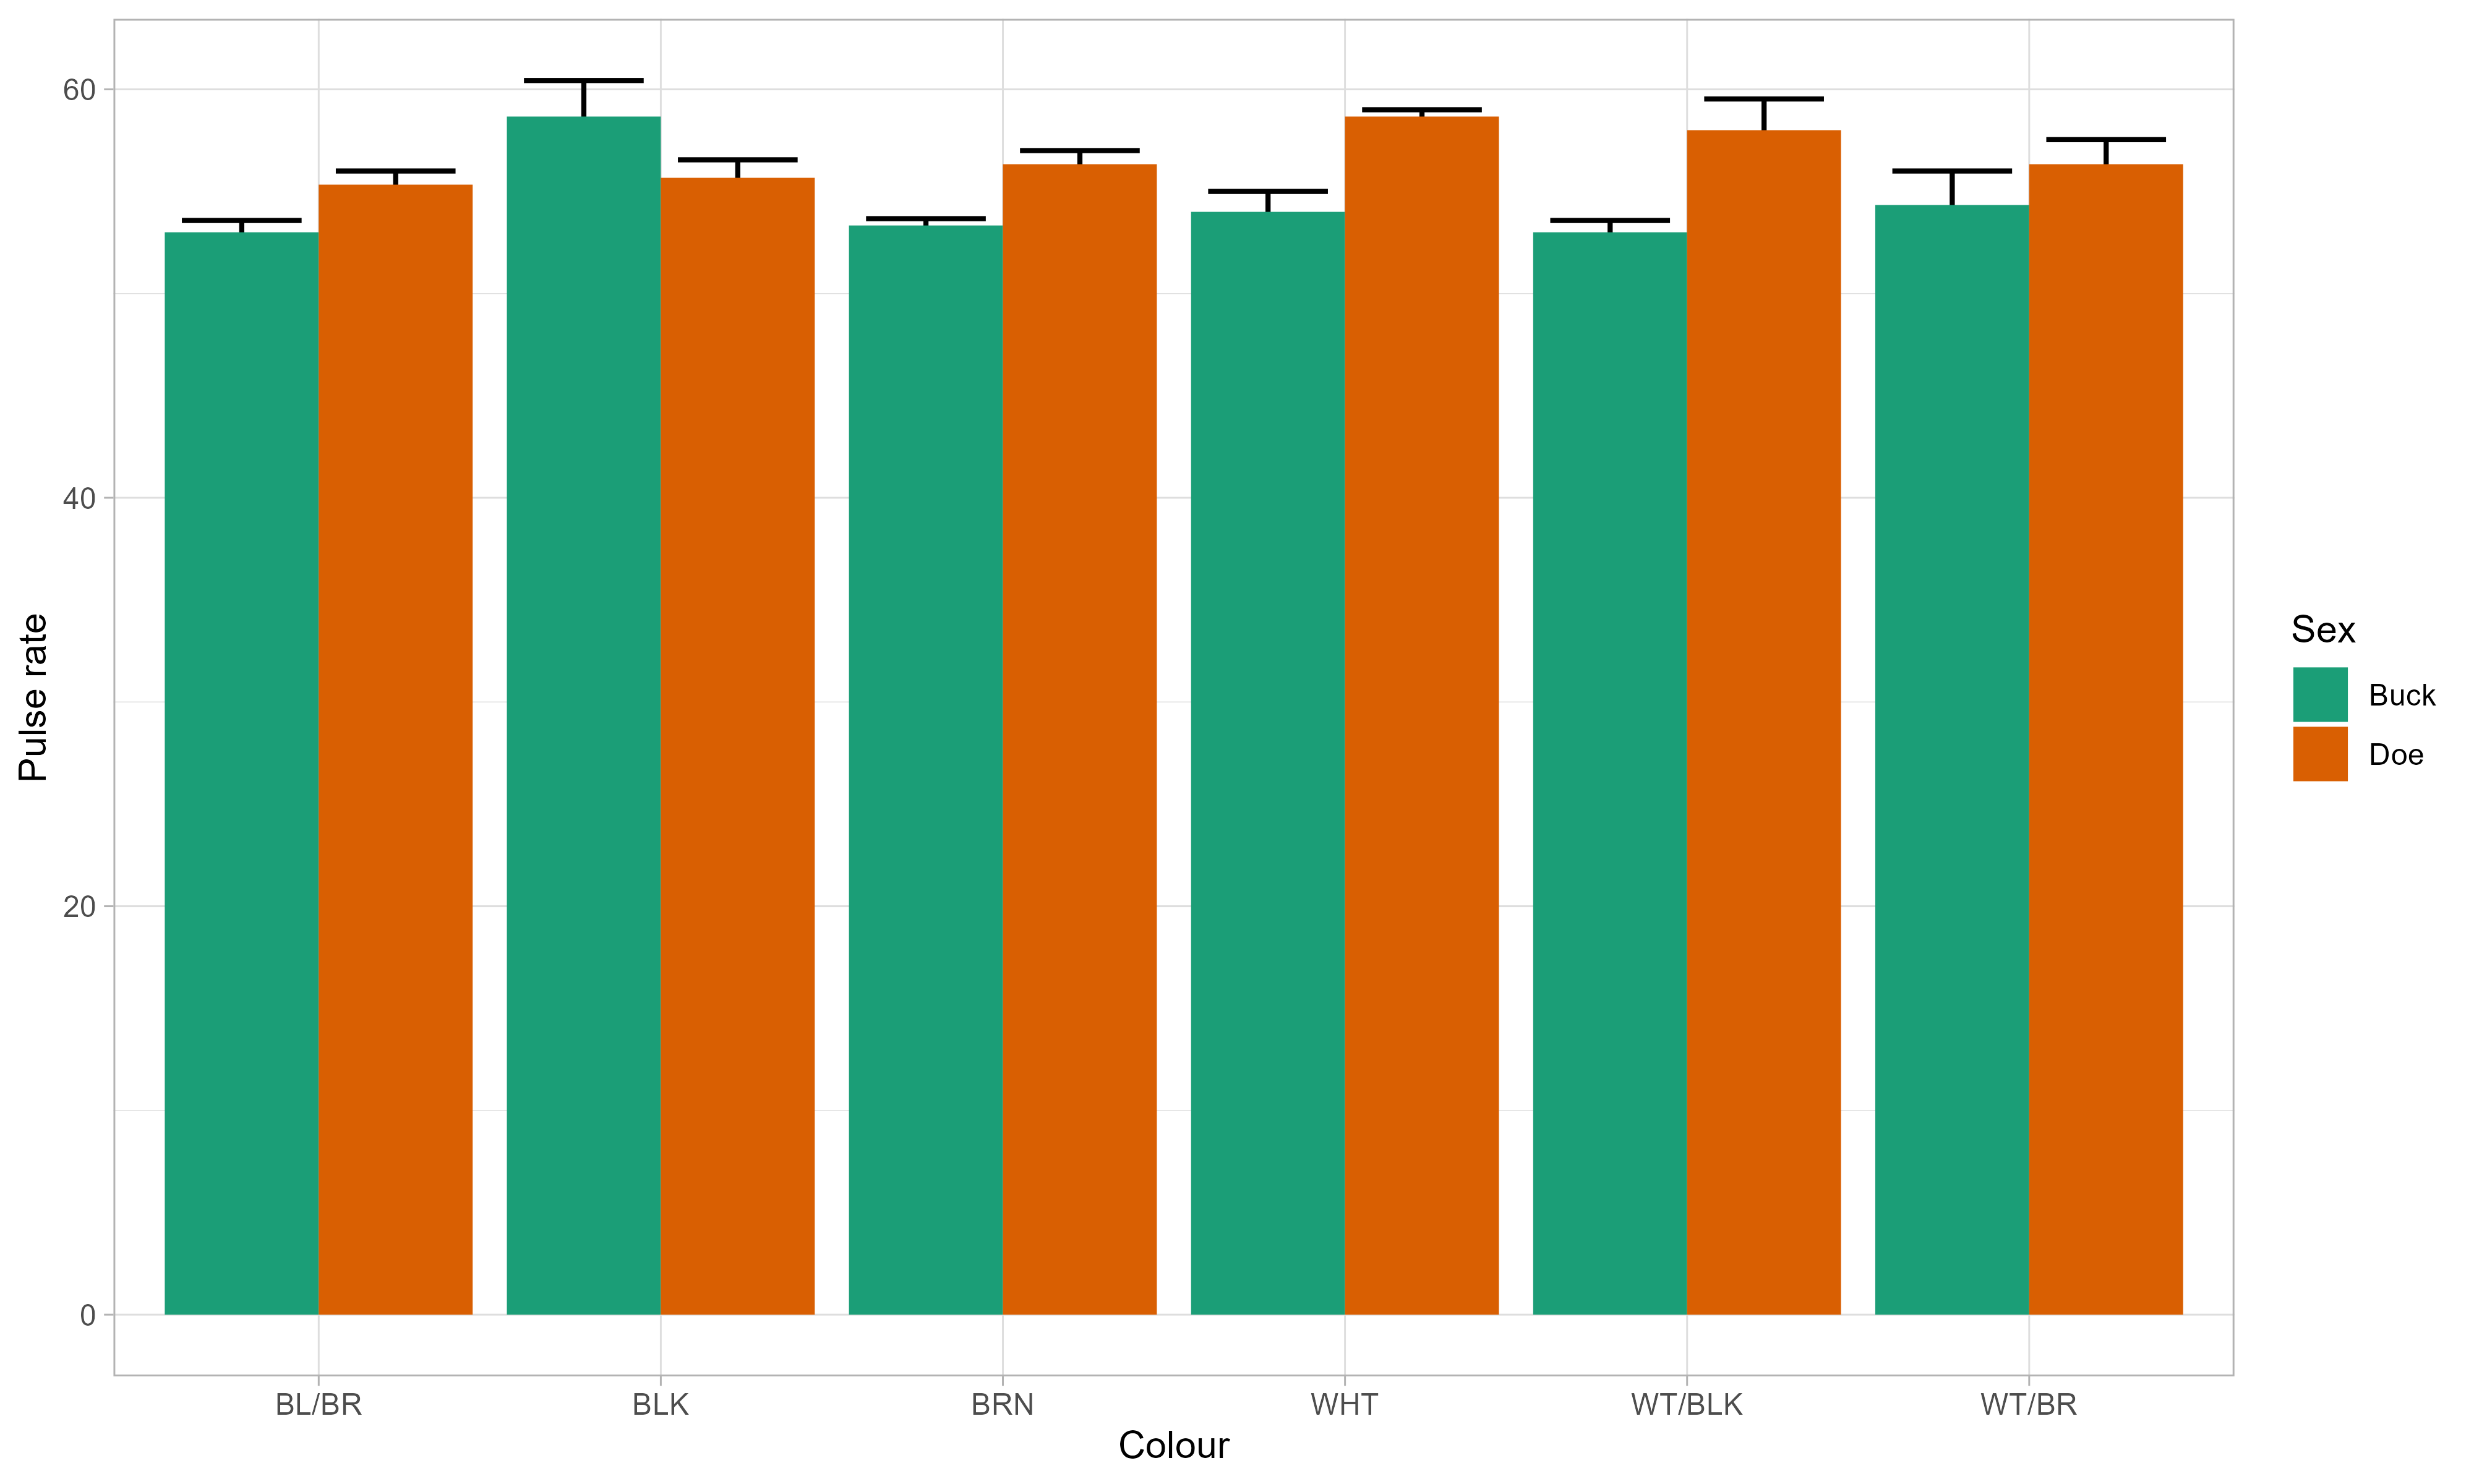 60
40
20
0
Pulse rate
BL/BR BLK BRN WHT WT/BLK WT/BR
Colour
Sex
Buck
Doe